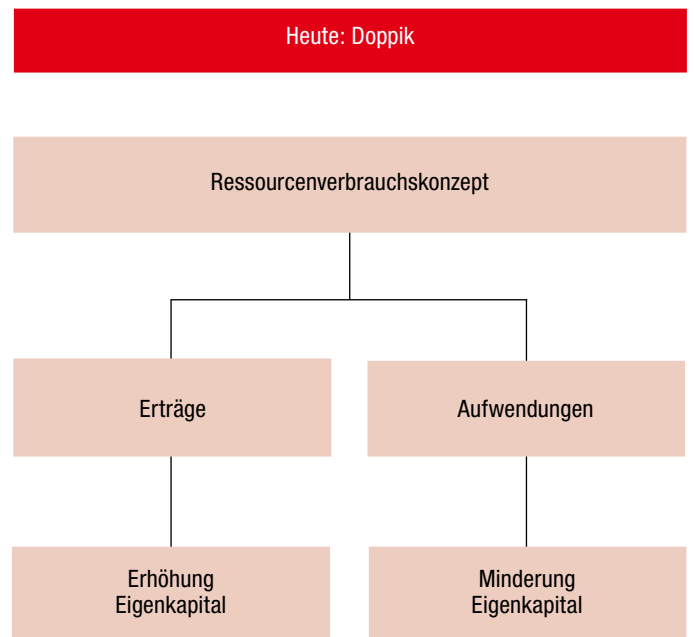 Heute: Doppik
Ressourcenverbrauchskonzept
Erträge
Aufwendungen
Erhöhung
Eigenkapital
Minderung
Eigenkapital